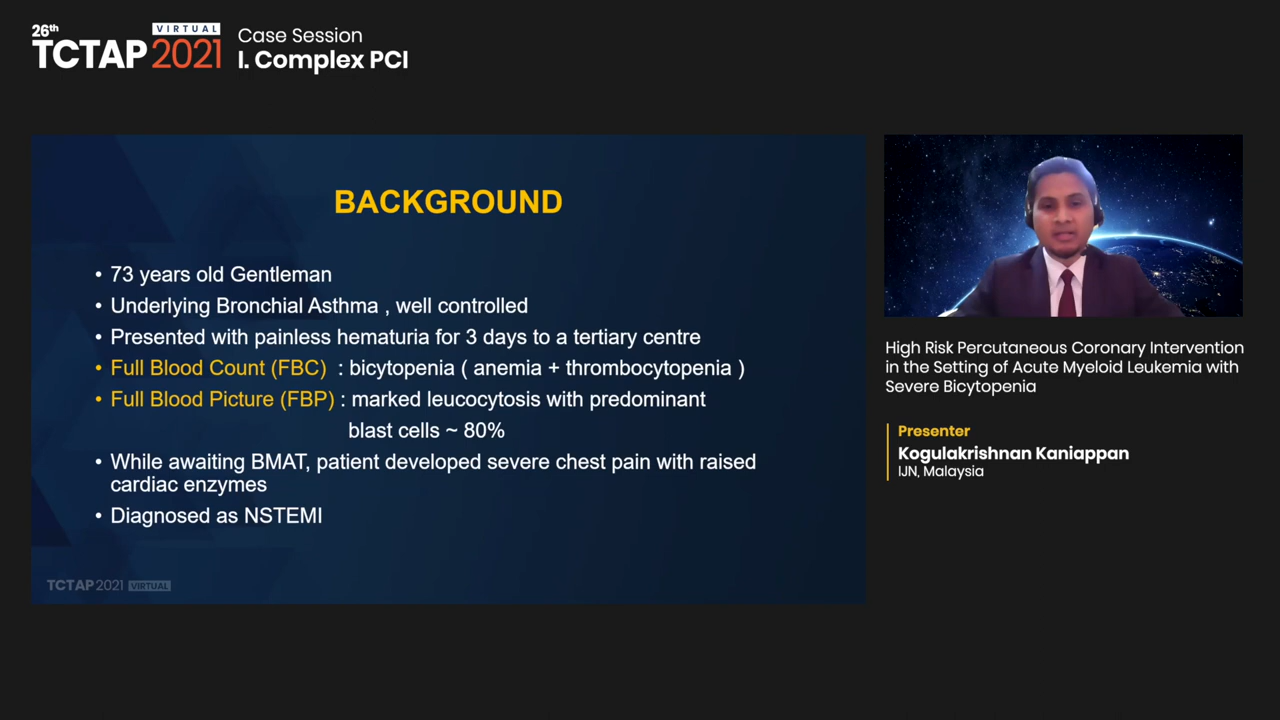 26th
VIRTUAL
TCTAP 2021
Case Session
I. Complex PCI
BACKGROUND
• 73 years old Gentleman
• Underlying Bronchial Asthma , well controlled
• Presented with painless hematuria for 3 days to a tertiary centre
• Full Blood Count (FBC) : bicytopenia ( anemia + thrombocytopenia )
• Full Blood Picture (FBP) : marked leucocytosis with predominant
blast cells ~ 80%
• While awaiting BMAT, patient developed severe chest pain with raised
cardiac enzymes
• Diagnosed as NSTEMI
TCTAP 2021 VIRTUAL
High Risk Percutaneous Coronary Intervention
in the Setting of Acute Myeloid Leukemia with
Severe Bicytopenia
Presenter
Kogulakrishnan Kaniappan
IJN, Malaysia